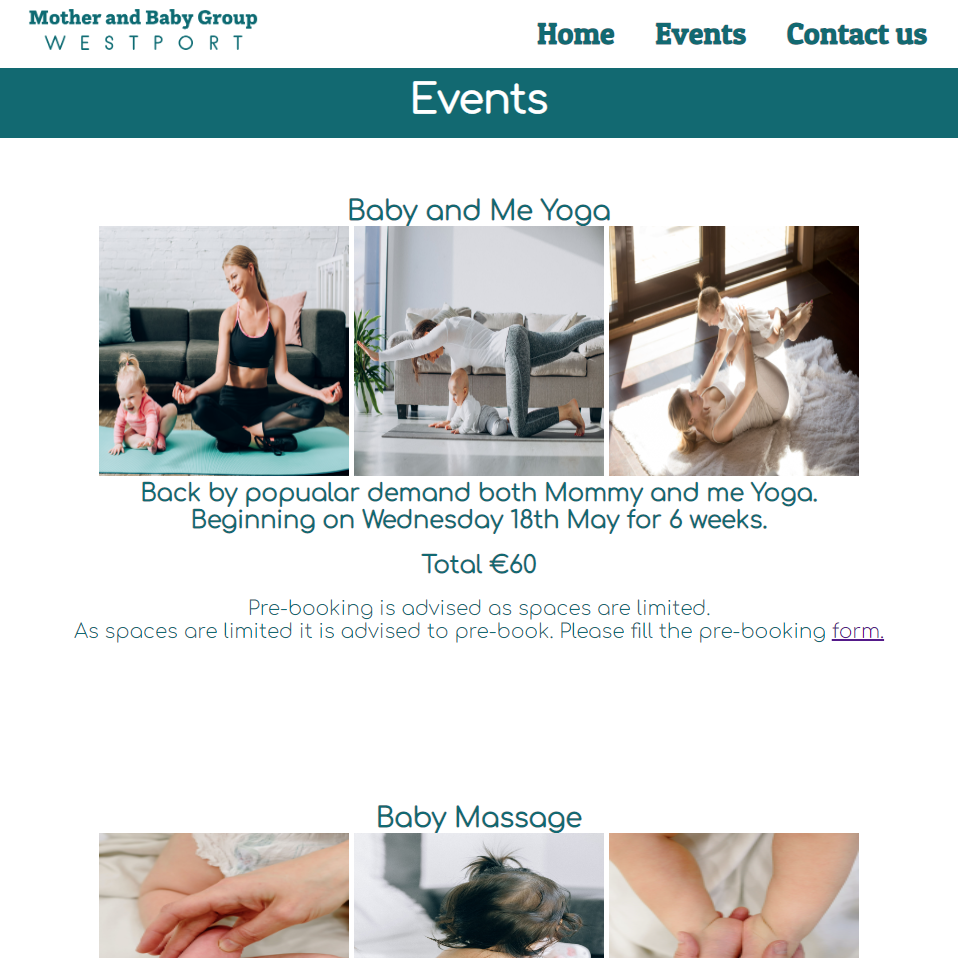 Mother and Baby Group
WESTPORT
Home Events Contact us
Events
Baby and Me Yoga
Back by popualar demand both Mommy and me Yoga.
Beginning on Wednesday 18th May for 6 weeks.
Total €60
Pre-booking is advised as spaces are limited.
As spaces are limited it is advised to pre-book. Please fill the pre-booking form.
Baby Massage